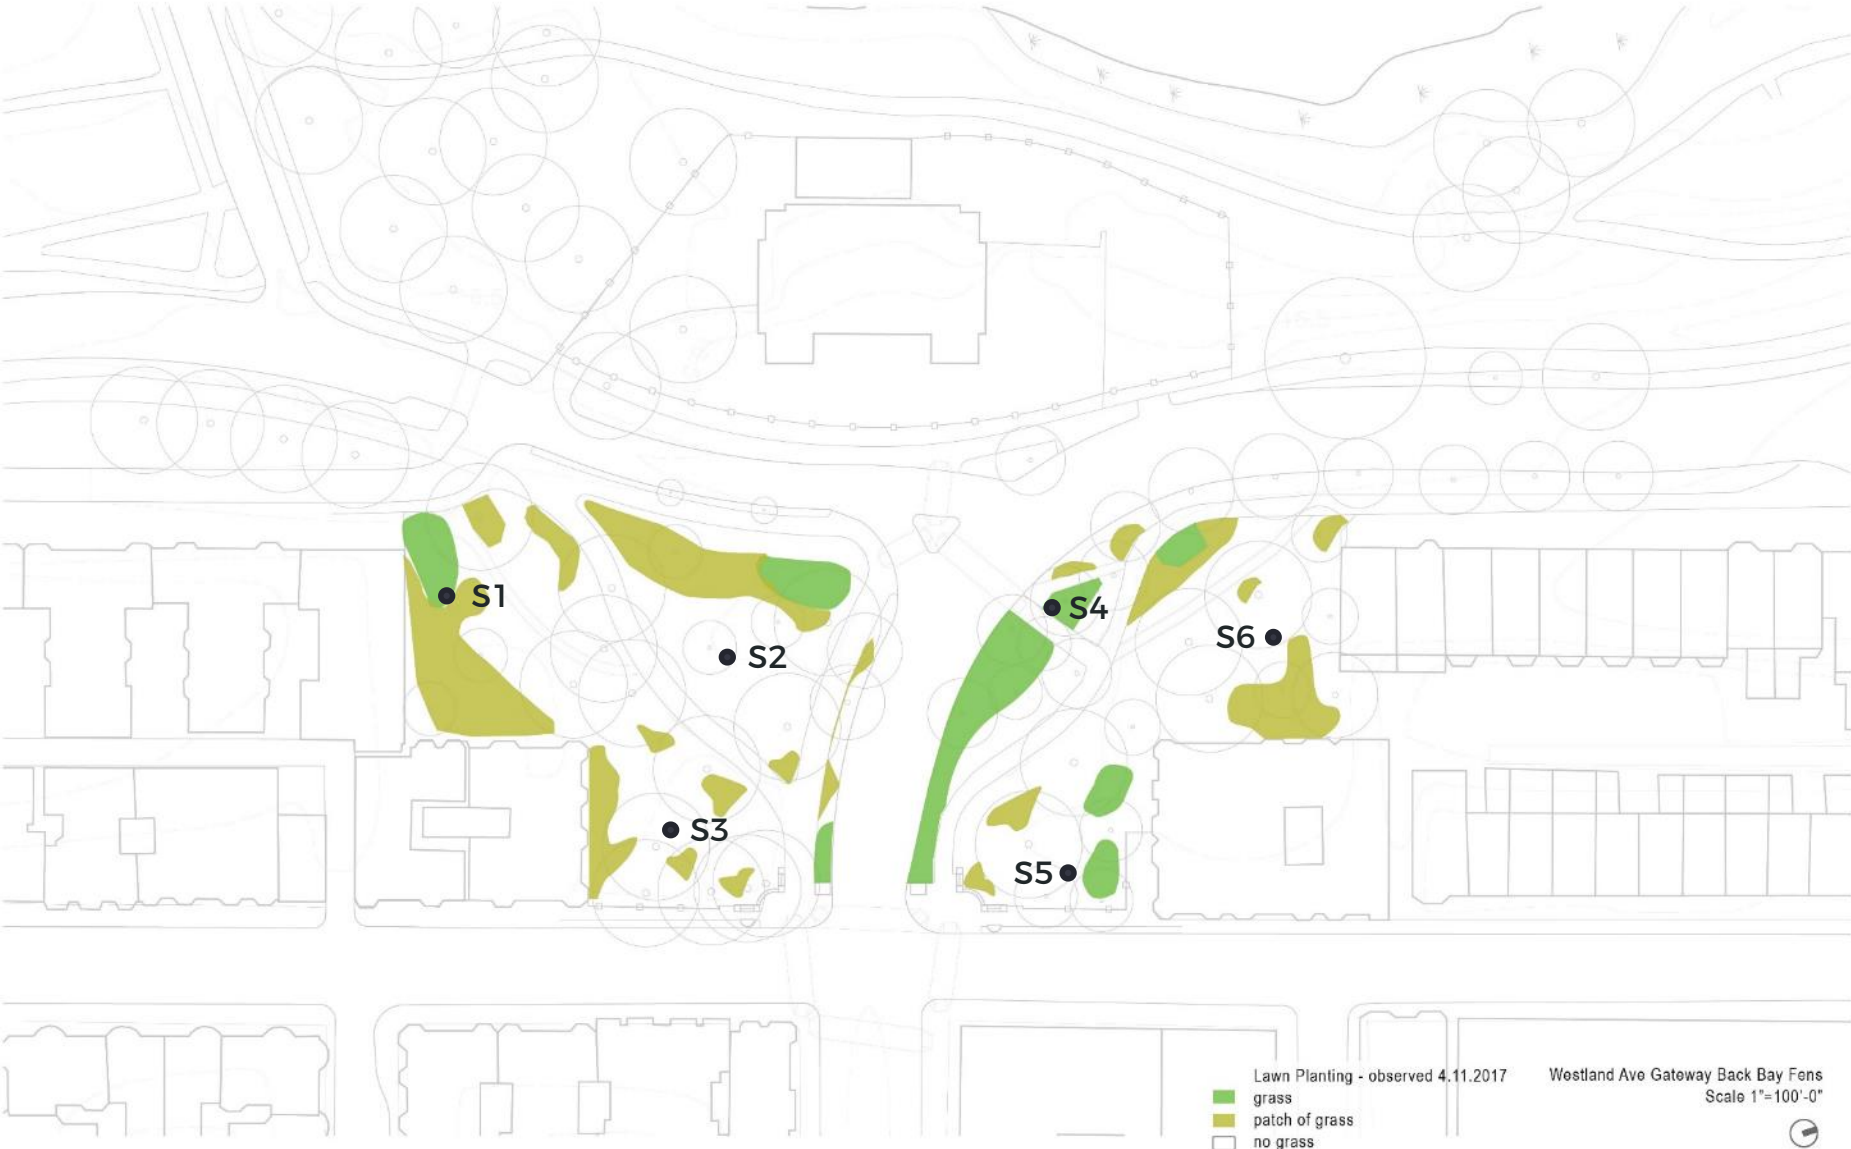 S1
S2
S3
S4
S5
S6
Lawn Planting - observed 4.11.2017
grass
patch of grass
no grass
Westland Ave Gateway Back Bay Fens
Scale 1"=100'-0"